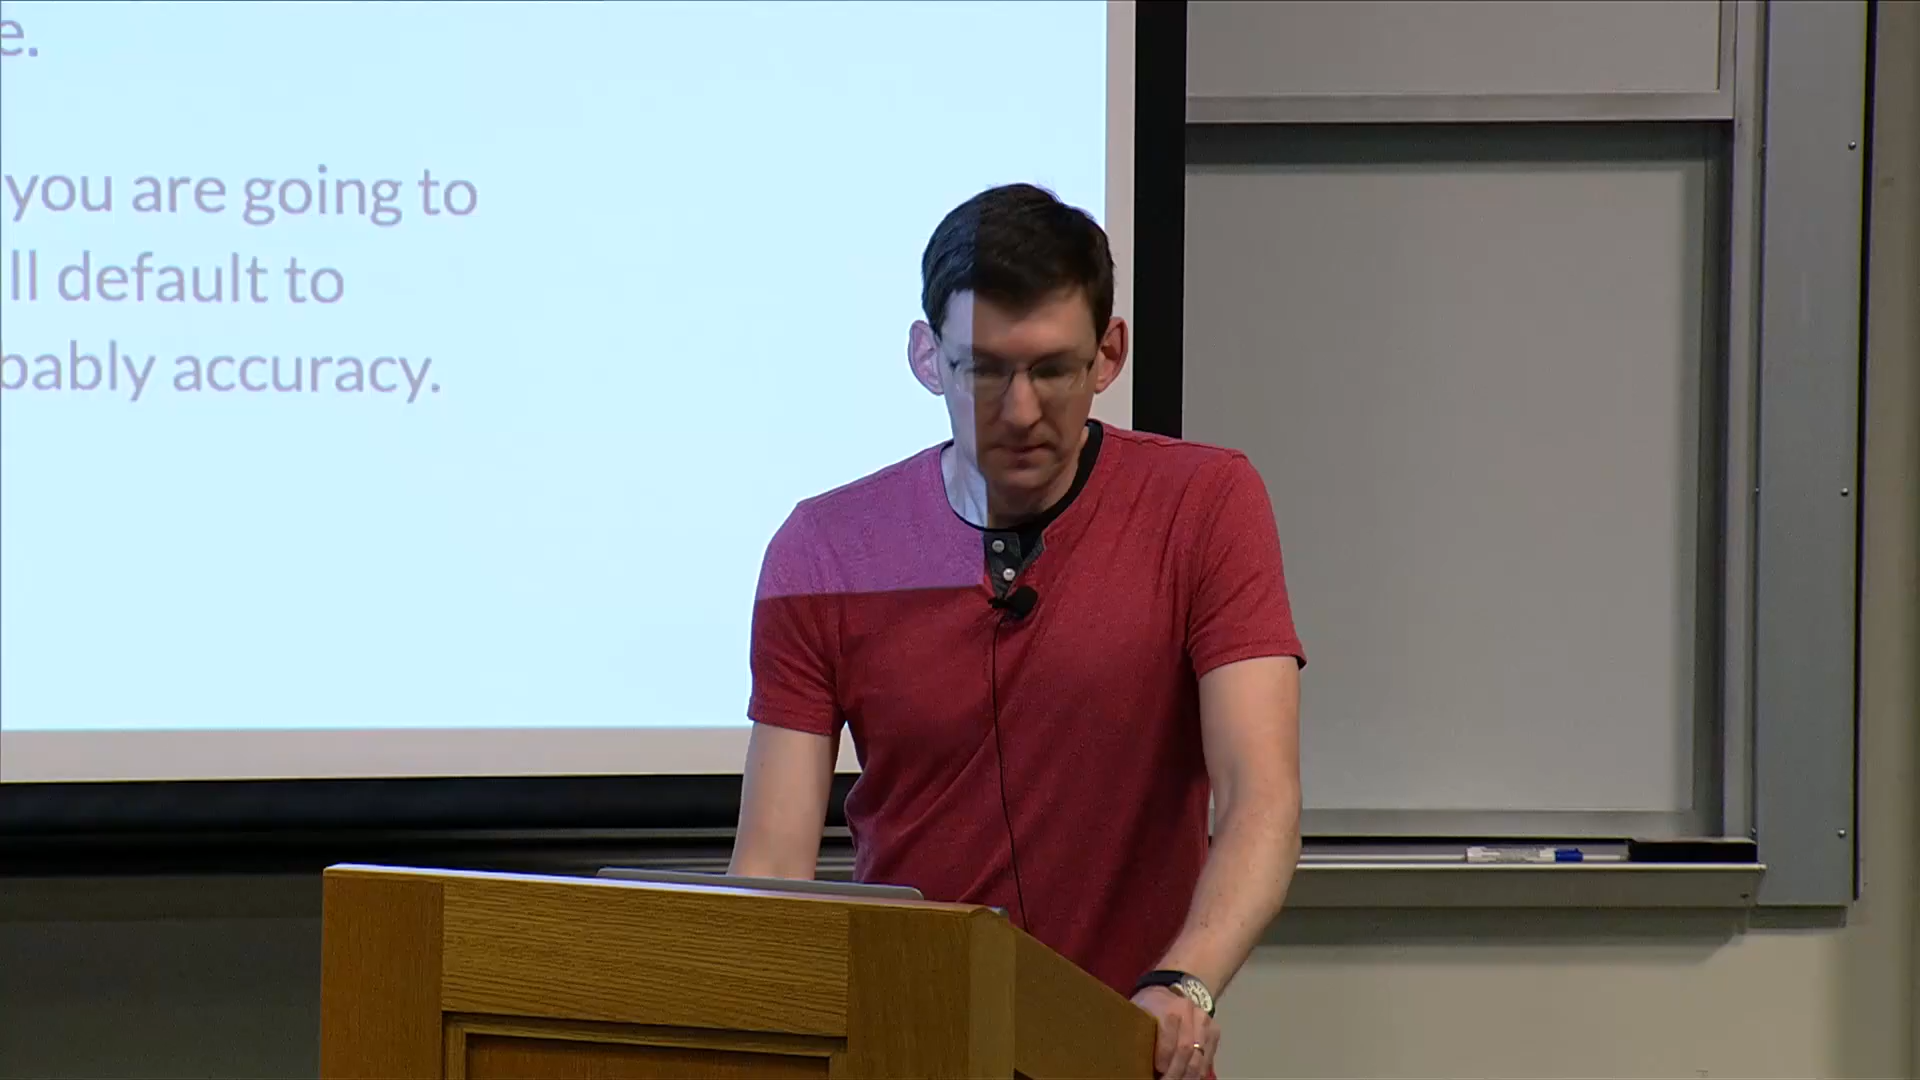 e.
you are going to
ll default to
bably accuracy.